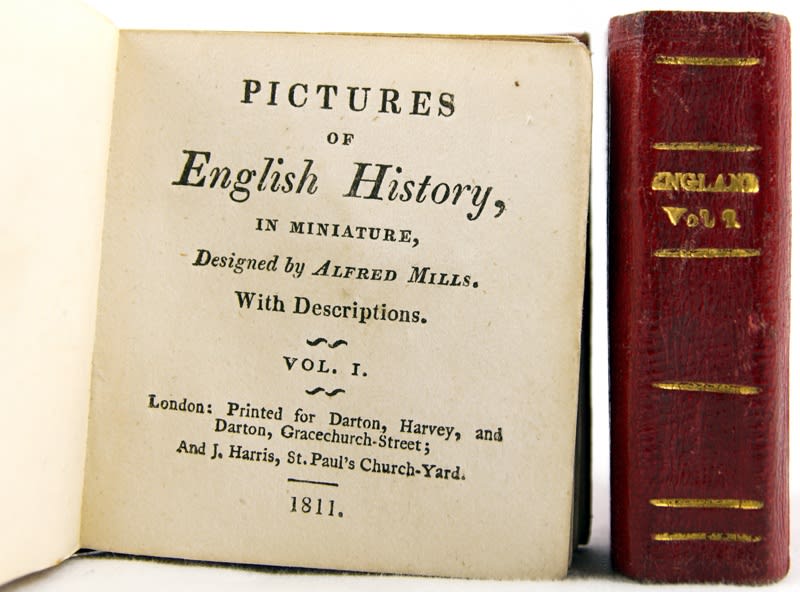 PICTURES
OF
English History,
IN MINIATURE,
Designed by ALFRED MILLS.
With Descriptions.
VOL. I.
London: Printed for Darton, Harvey, and
Darton, Gracechurch-Street;
And J. Harris, St. Paul's Church-Yard.
1811.
ENGLAND
Vol 1